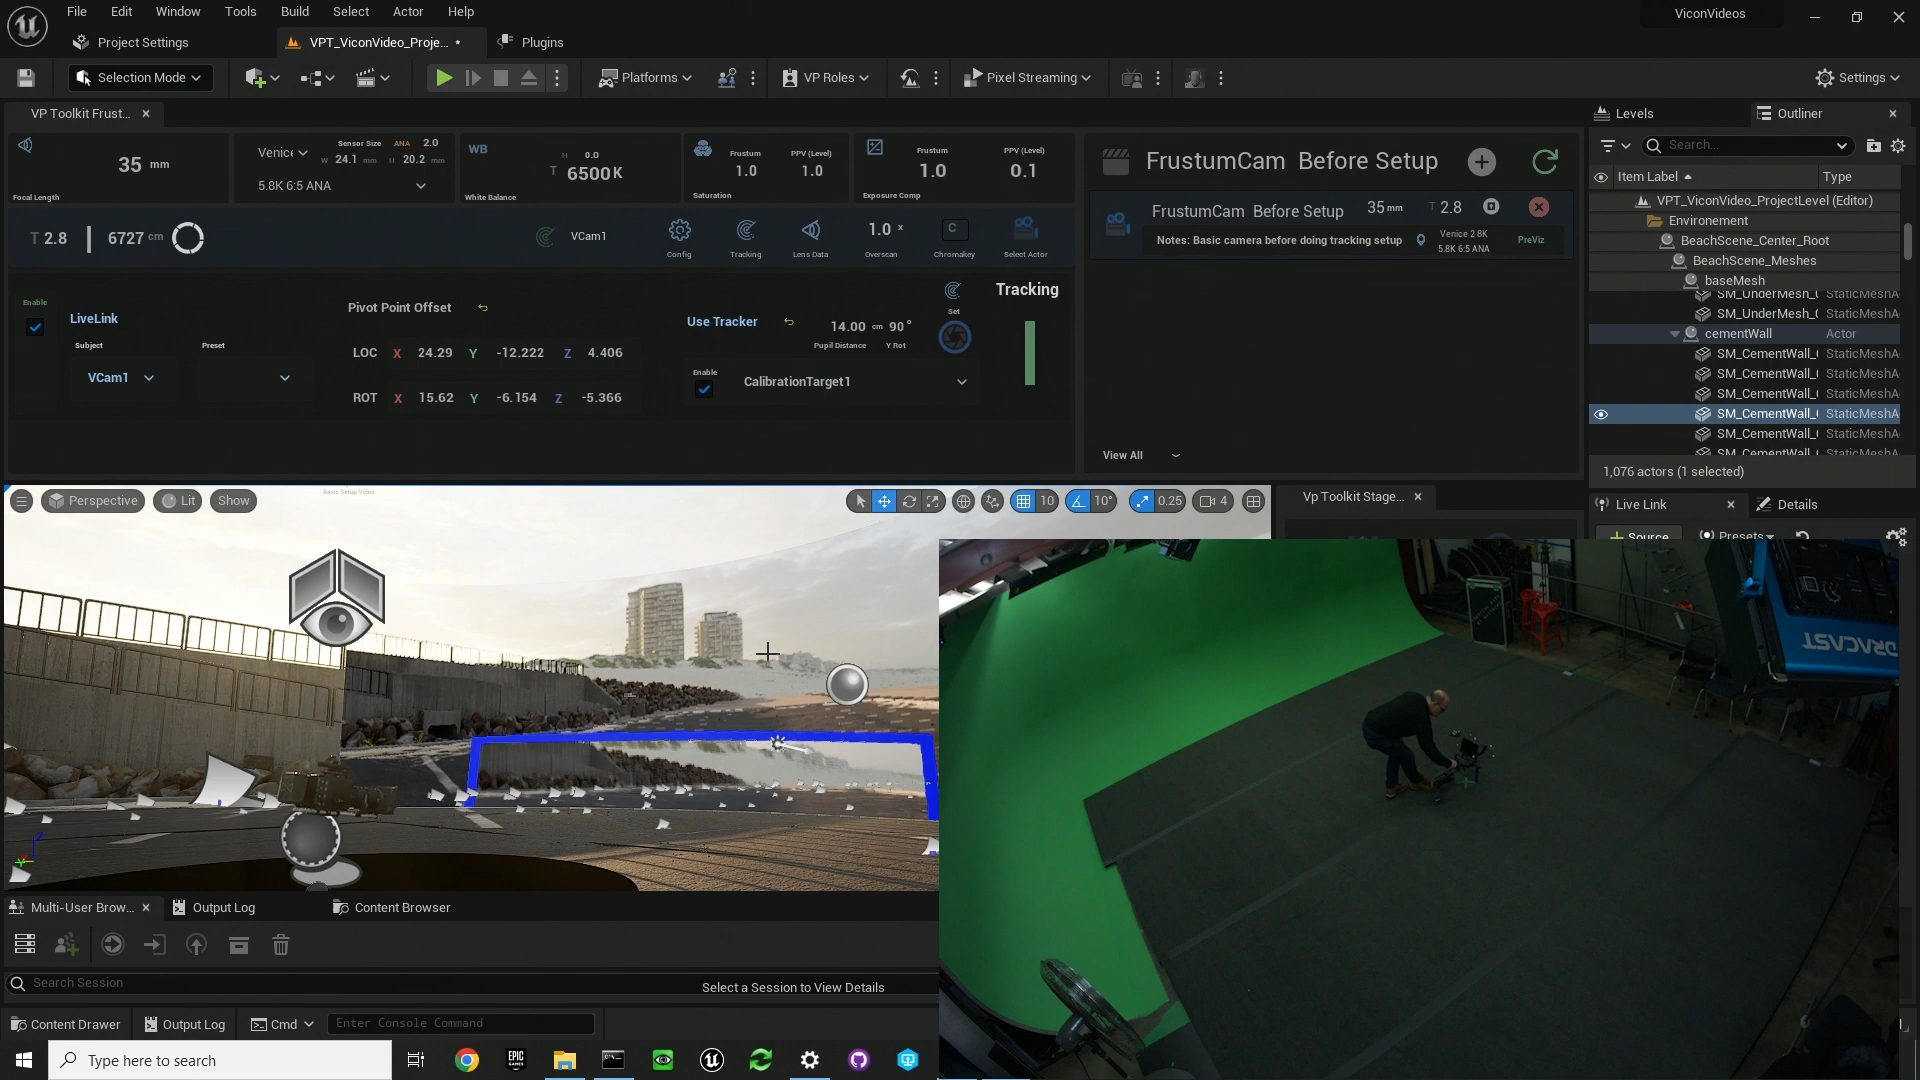 File Edit Window Tools Build Select Actor Help
ViconVideos
Project Settings
VPT_ViconVideo_Proje... •
Plugins
Selection Mode
Platforms
VP Roles
Pixel Streaming
Settings
VP Toolkit Frust...
Levels
Outliner
35 mm
Focal Length
Venice
Sensor Size ANA 2.0
W 24.1 mm H 20.2 mm
5.8K 6:5 ANA
WB
H 0.0
T 6500K
White Balance
Frustum PPV (Level)
1.0 1.0
Saturation
Frustum PPV (Level)
1.0 0.1
Exposure Comp
FrustumCam Before Setup
Search...
Item Label Type
T 2.8 | 6727 cm
VCam1
Config
Tracking
Lens Data
1.0 x
Overscan
C
Chromakey
Select Actor
FrustumCam Before Setup 35 mm T 2.8
Notes: Basic camera before doing tracking setup
Venice 2 8K
5.8K 6:5 ANA
PreViz
VPT_ViconVideo_ProjectLevel (Editor)
Environement
BeachScene_Center_Root
BeachScene_Meshes
baseMesh
SM_UnderMesh_( StaticMeshA
SM_UnderMesh_( StaticMeshA
cementWall Actor
SM_CementWall_( StaticMeshA
SM_CementWall_( StaticMeshA
SM_CementWall_( StaticMeshA
SM_CementWall_( StaticMeshA
SM_CementWall_( StaticMeshA
SM_CementWall_( StaticMeshA
1,076 actors (1 selected)
Enable
LiveLink
Subject Preset
VCam1
Pivot Point Offset
LOC X 24.29 Y -12.222 Z 4.406
ROT X 15.62 Y -6.154 Z -5.366
Use Tracker
14.00 cm 90 °
Pupil Distance Y Rot
Enable
CalibrationTarget1
Set
Tracking
View All
Perspective
Lit
Show
Basic Setup Video
10
10°
0.25
4
Vp Toolkit Stage...
Live Link
Details
Source
Presets
Multi-User Brow...
Output Log
Content Browser
Search Session
Select a Session to View Details
Content Drawer
Output Log
Cmd
Enter Console Command
Type here to search
EPIC
GAMES